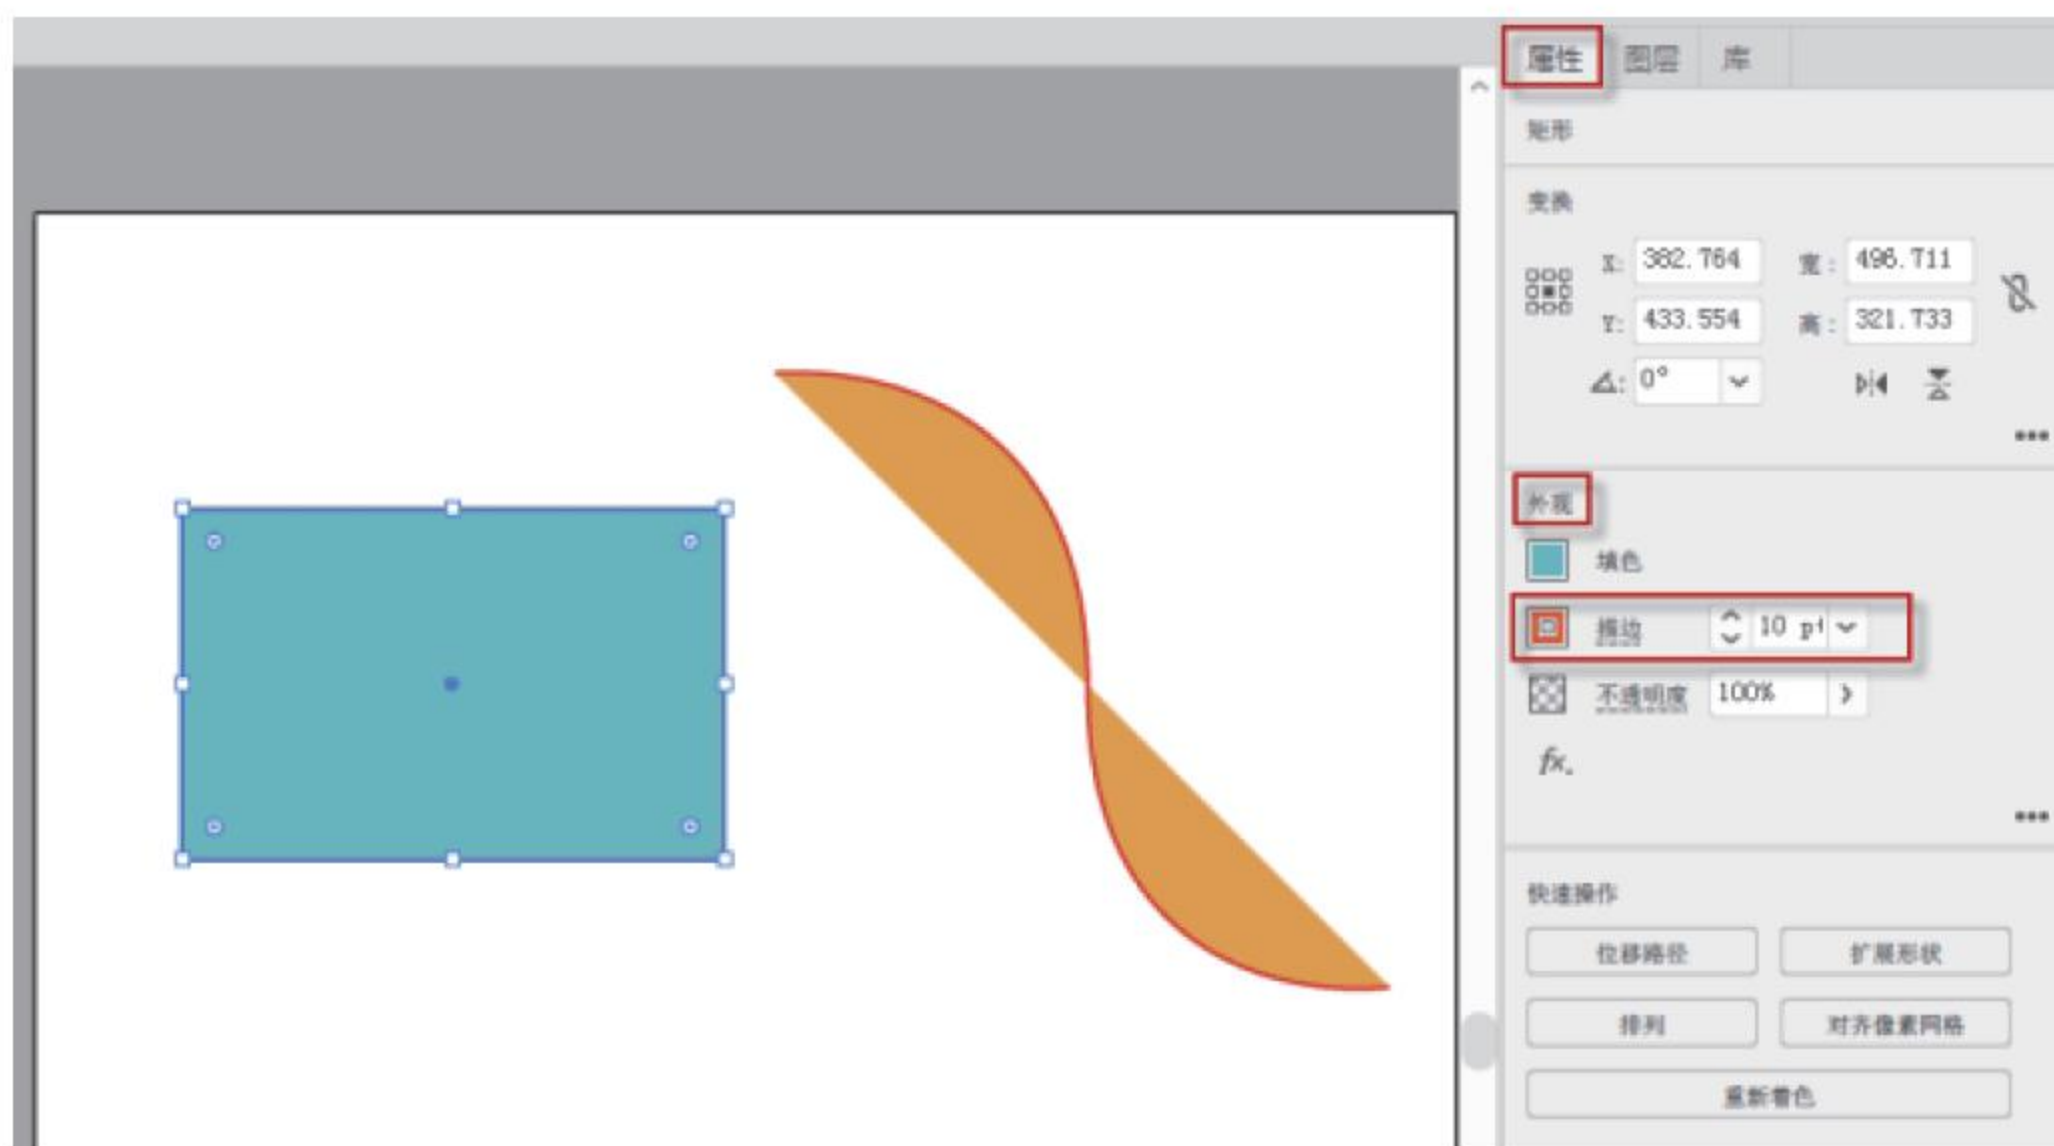 属性 图层 库
矩形
变换
X: 382.764 宽: 496.711
Y: 433.554 高: 321.733
0°
外观
填色
描边 10 pt
不透明度 100%
fx.
快速操作
位移路径 扩展形状
排列 对齐像素网格
重新着色